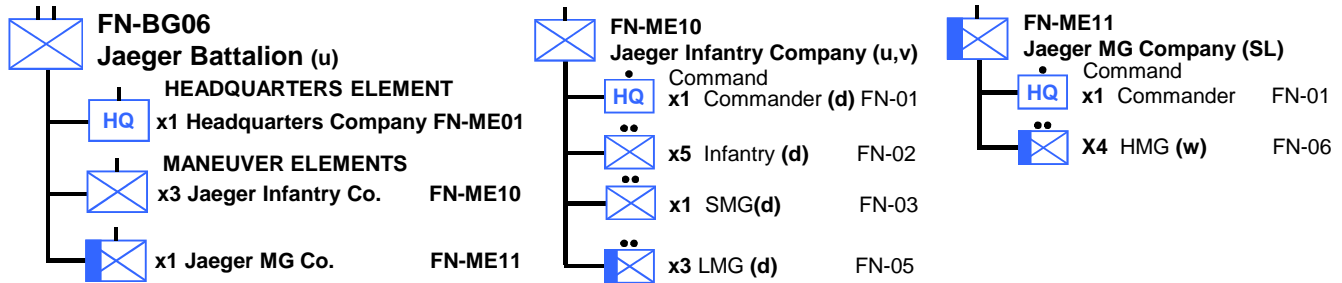 FN-BG06
Jaeger Battalion (u)
HEADQUARTERS ELEMENT
HQ x1 Headquarters Company FN-ME01
MANEUVER ELEMENTS
x3 Jaeger Infantry Co. FN-ME10
x1 Jaeger MG Co. FN-ME11
FN-ME10
Jaeger Infantry Company (u,v)
Command
HQ x1 Commander (d) FN-01
x5 Infantry (d) FN-02
x1 SMG(d) FN-03
x3 LMG (d) FN-05
FN-ME11
Jaeger MG Company (SL)
Command
HQ x1 Commander FN-01
X4 HMG (w) FN-06